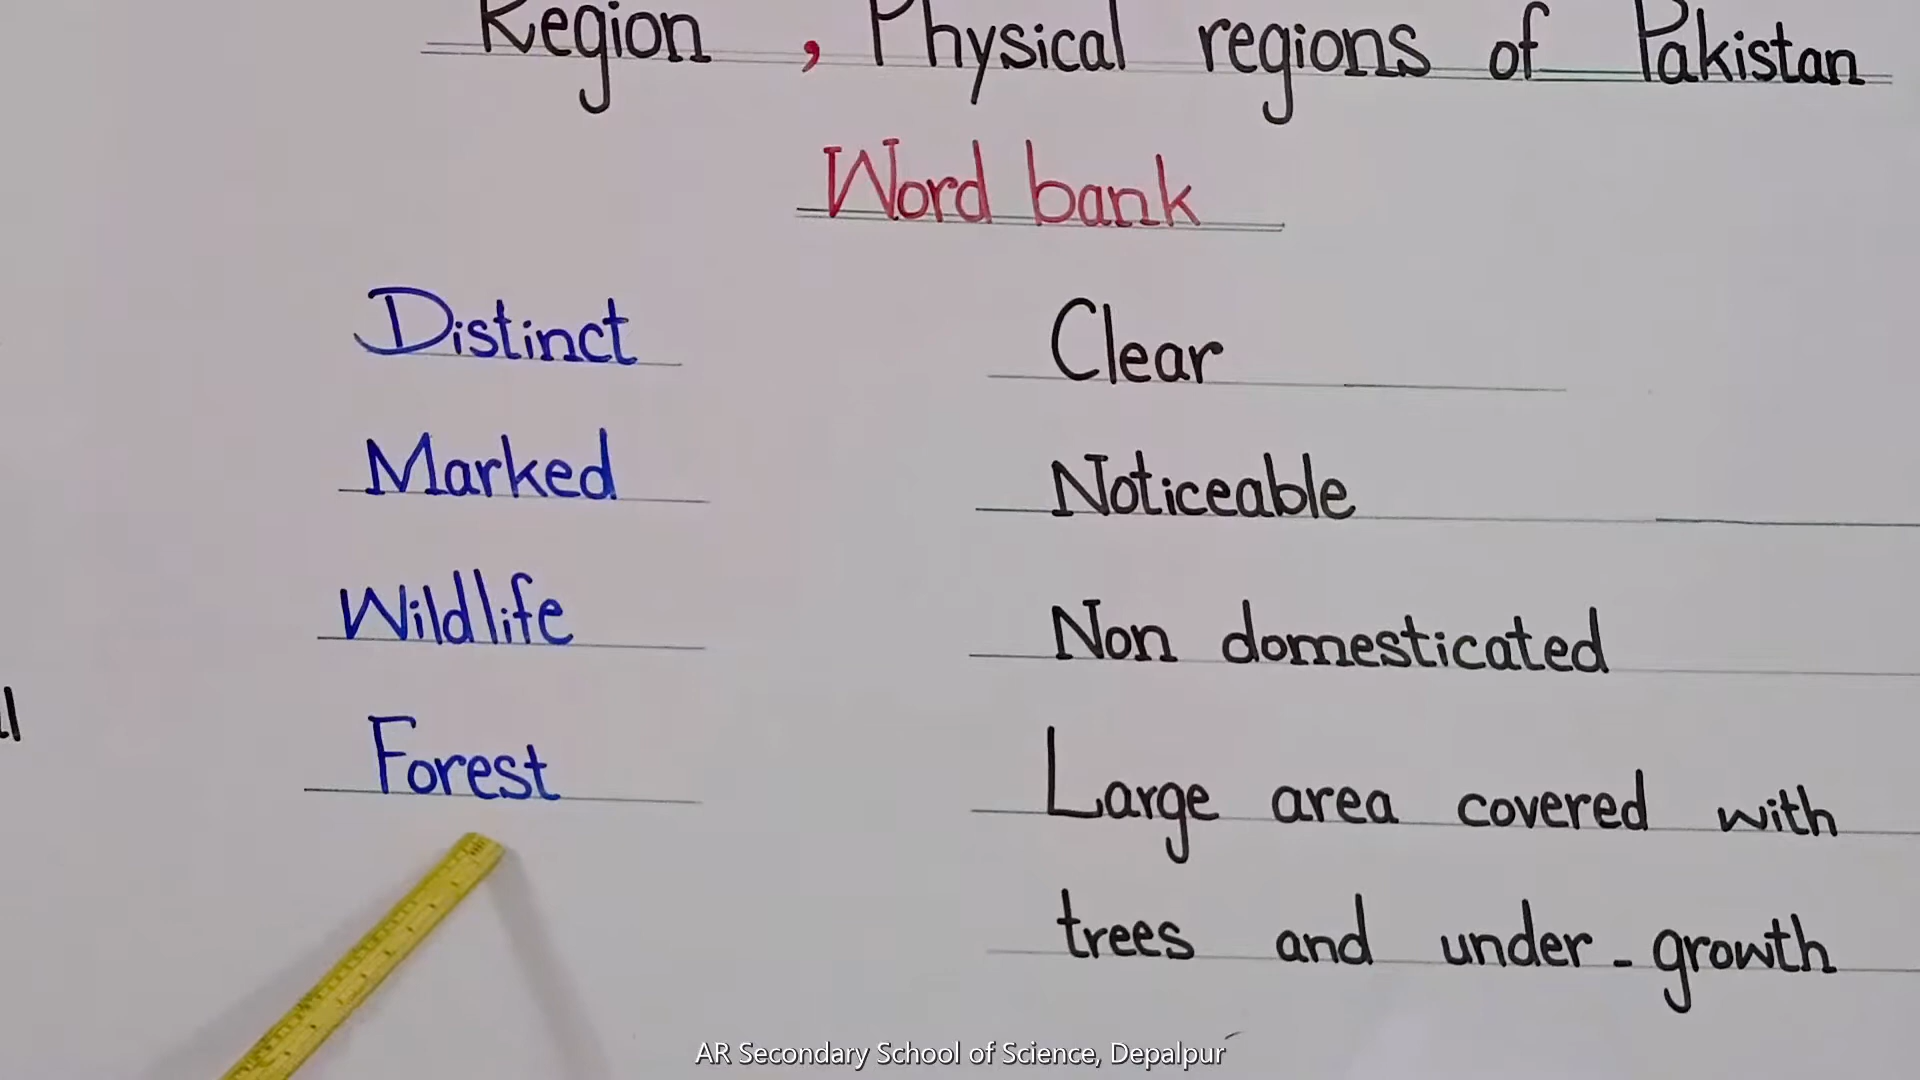 Region , Physical regions of Pakistan
Word bank
Distinct Clear
Marked Noticeable
Wildlife Non domesticated
Forest Large area covered with
trees and under-growth
AR Secondary School of Science, Depalpur